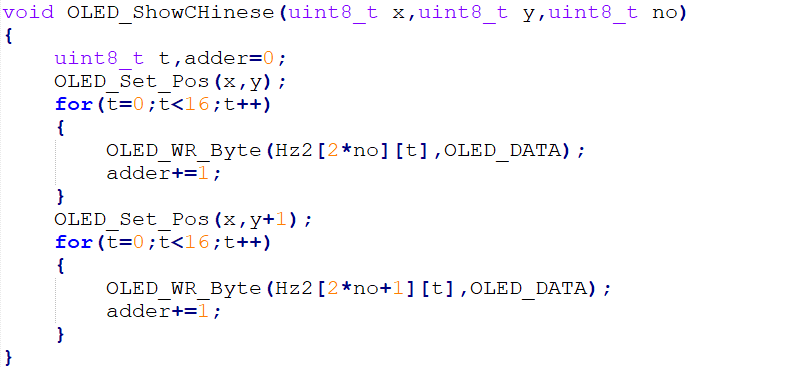 void OLED_ShowCHinese(uint8_t x,uint8_t y,uint8_t no)
{
    uint8_t t,adder=0;
    OLED_Set_Pos(x,y);
    for(t=0;t<16;t++)
    {
        OLED_WR_Byte(Hz2[2*no][t],OLED_DATA);
        adder+=1;
    }
    OLED_Set_Pos(x,y+1);
    for(t=0;t<16;t++)
    {
        OLED_WR_Byte(Hz2[2*no+1][t],OLED_DATA);
        adder+=1;
    }
}